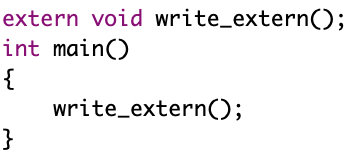 extern void write_extern();
int main()
{
    write_extern();
}